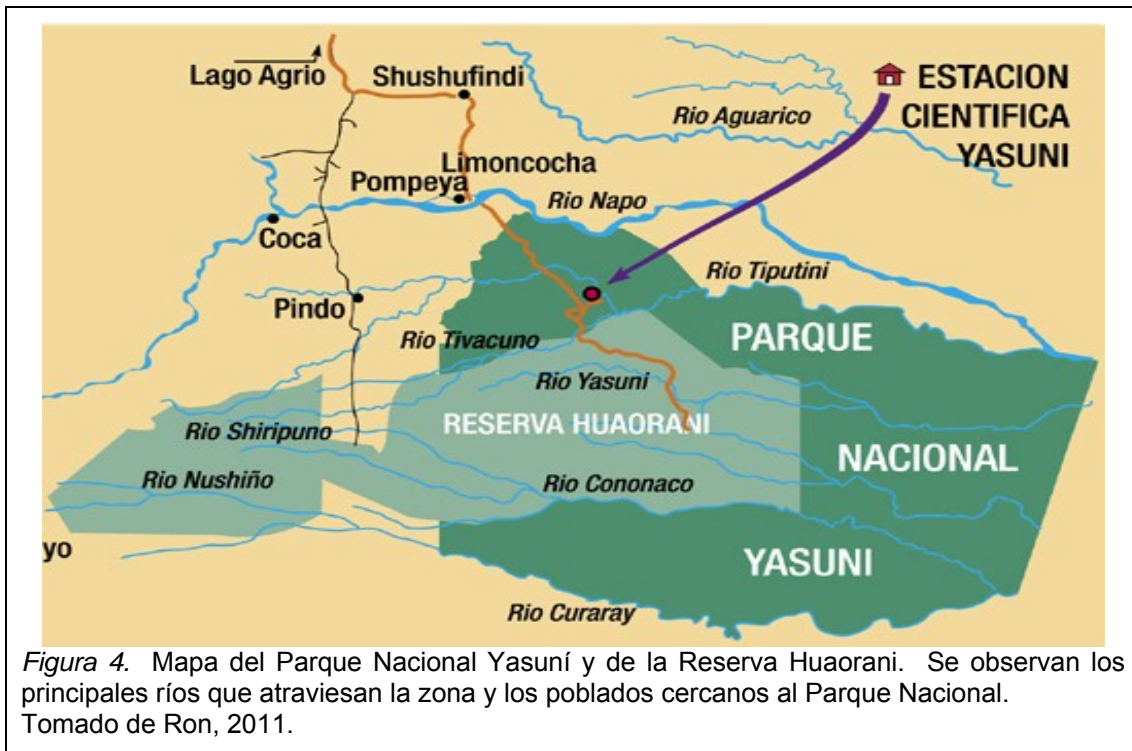 Lago Agrio
Shushufindi
ESTACION
CIENTIFICA
YASUNI
Rio Aguarico
Limoncocha
Pompeya
Rio Napo
Coca
Rio Tiputini
Pindo
Rio Tivacuno
PARQUE
Rio Yasuni
RESERVA HUAORANI
Rio Shiripuno
NACIONAL
Rio Nushiño
Rio Cononaco
yo
YASUNI
Rio Curaray
Figura 4. Mapa del Parque Nacional Yasuní y de la Reserva Huaorani. Se observan los
principales ríos que atraviesan la zona y los poblados cercanos al Parque Nacional.
Tomado de Ron, 2011.